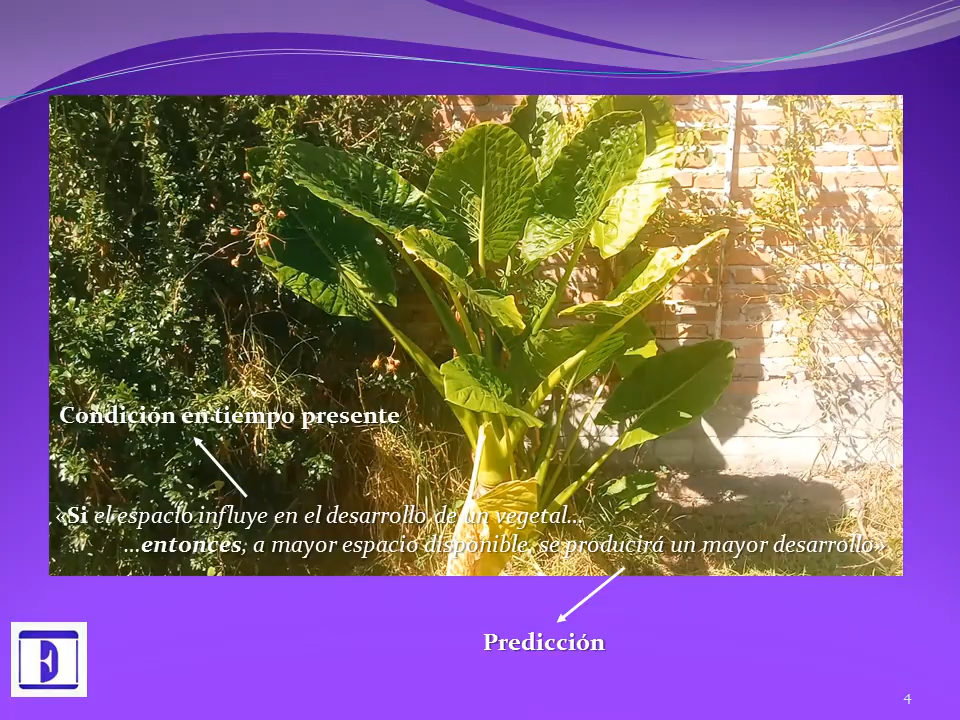 Condición en tiempo presente
«Si el espacio influye en el desarrollo de un vegetal…
…entonces, a mayor espacio disponible, se producirá un mayor desarrollo»
Predicción
4